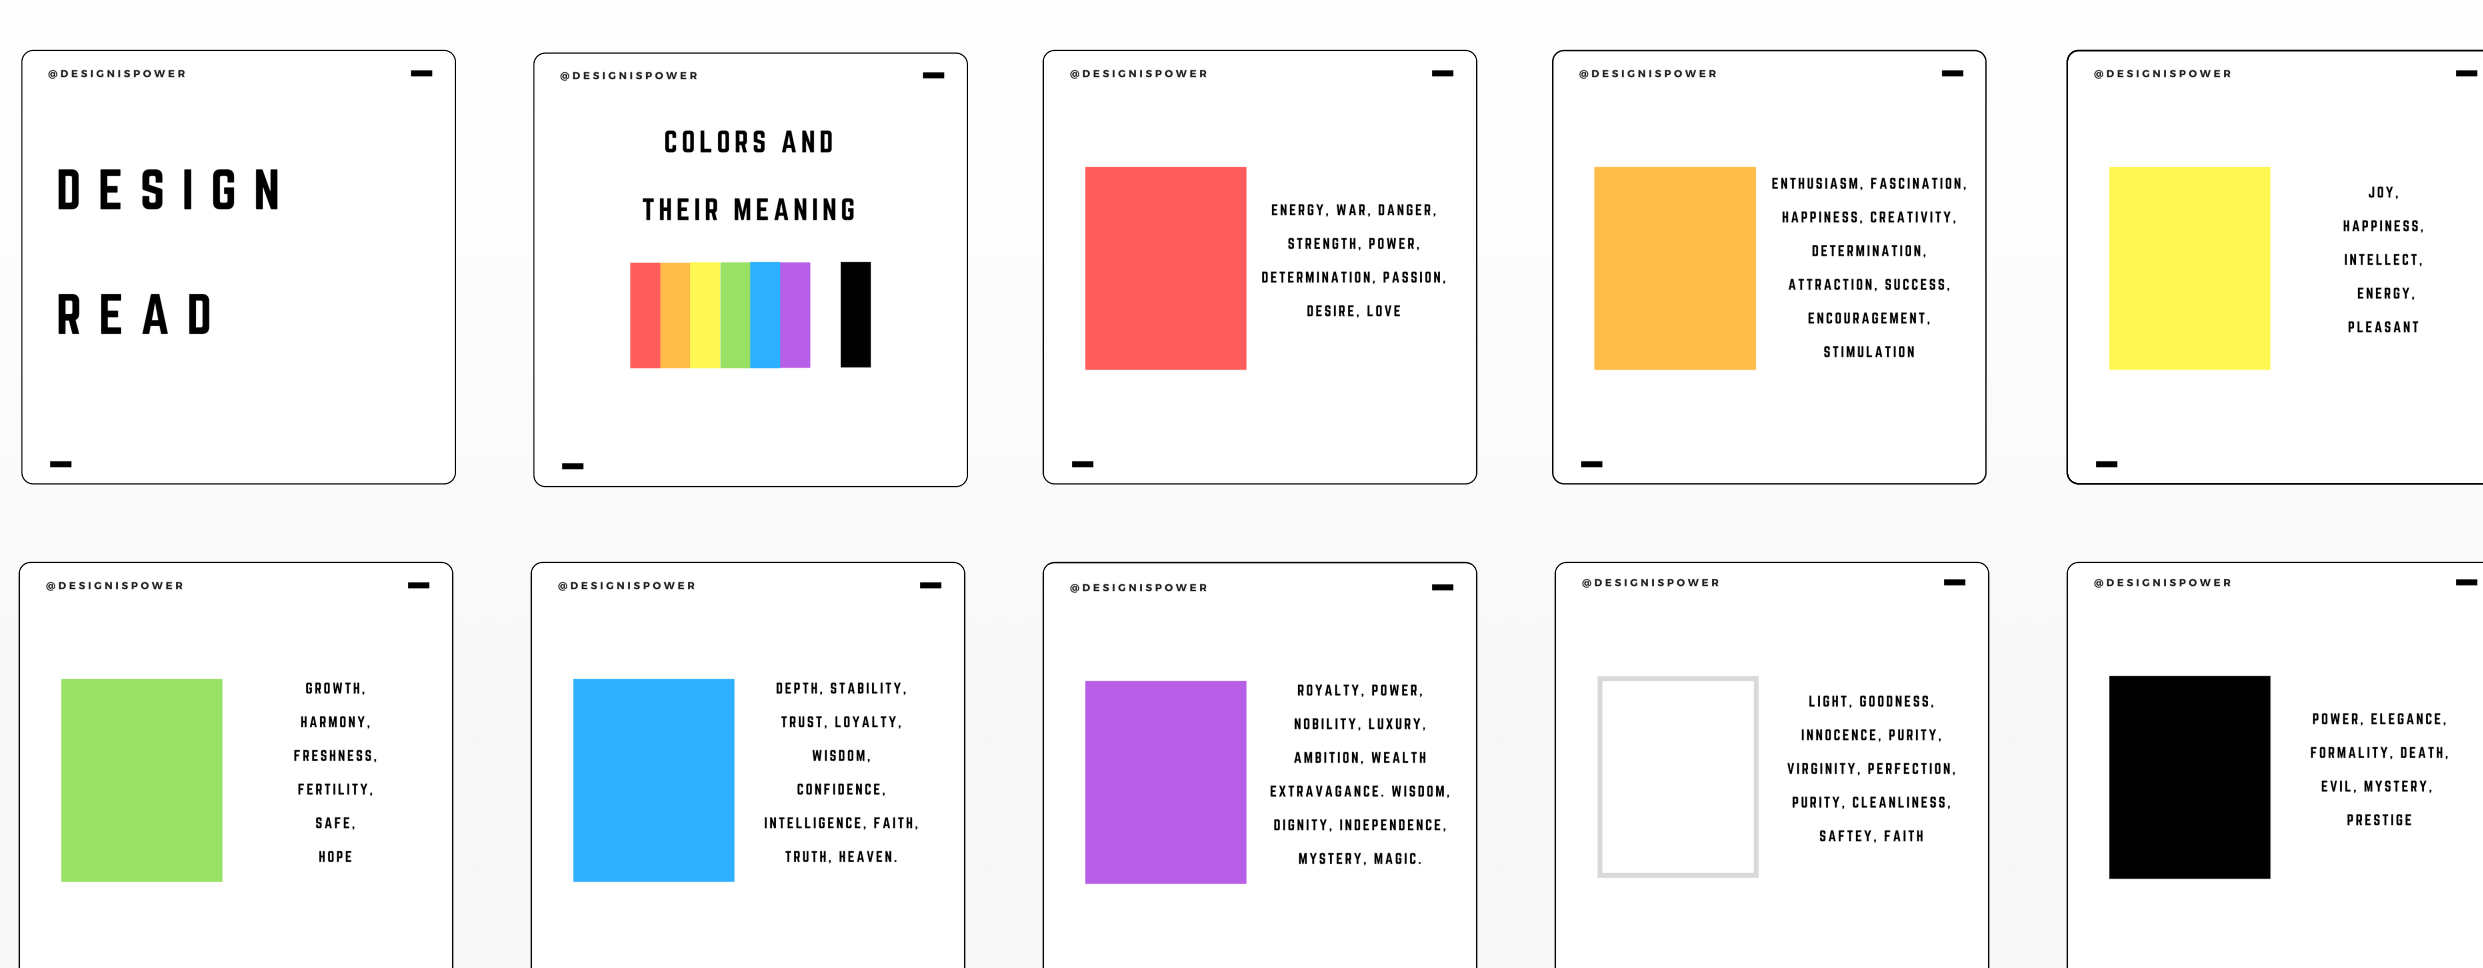 @DESIGNISPOWER
DESIGN
READ
@DESIGNISPOWER
COLORS AND
THEIR MEANING
@DESIGNISPOWER
ENERGY, WAR, DANGER,
STRENGTH, POWER,
DETERMINATION, PASSION,
DESIRE, LOVE
@DESIGNISPOWER
ENTHUSIASM, FASCINATION,
HAPPINESS, CREATIVITY,
DETERMINATION,
ATTRACTION, SUCCESS,
ENCOURAGEMENT,
STIMULATION
@DESIGNISPOWER
JOY,
HAPPINESS,
INTELLECT,
ENERGY,
PLEASANT
@DESIGNISPOWER
GROWTH,
HARMONY,
FRESHNESS,
FERTILITY,
SAFE,
HOPE
@DESIGNISPOWER
DEPTH, STABILITY,
TRUST, LOYALTY,
WISDOM,
CONFIDENCE,
INTELLIGENCE, FAITH,
TRUTH, HEAVEN.
@DESIGNISPOWER
ROYALTY, POWER,
NOBILITY, LUXURY,
AMBITION, WEALTH
EXTRAVAGANCE. WISDOM,
DIGNITY, INDEPENDENCE,
MYSTERY, MAGIC.
@DESIGNISPOWER
LIGHT, GOODNESS,
INNOCENCE, PURITY,
VIRGINITY, PERFECTION,
PURITY, CLEANLINESS,
SAFTEY, FAITH
@DESIGNISPOWER
POWER, ELEGANCE,
FORMALITY, DEATH,
EVIL, MYSTERY,
PRESTIGE